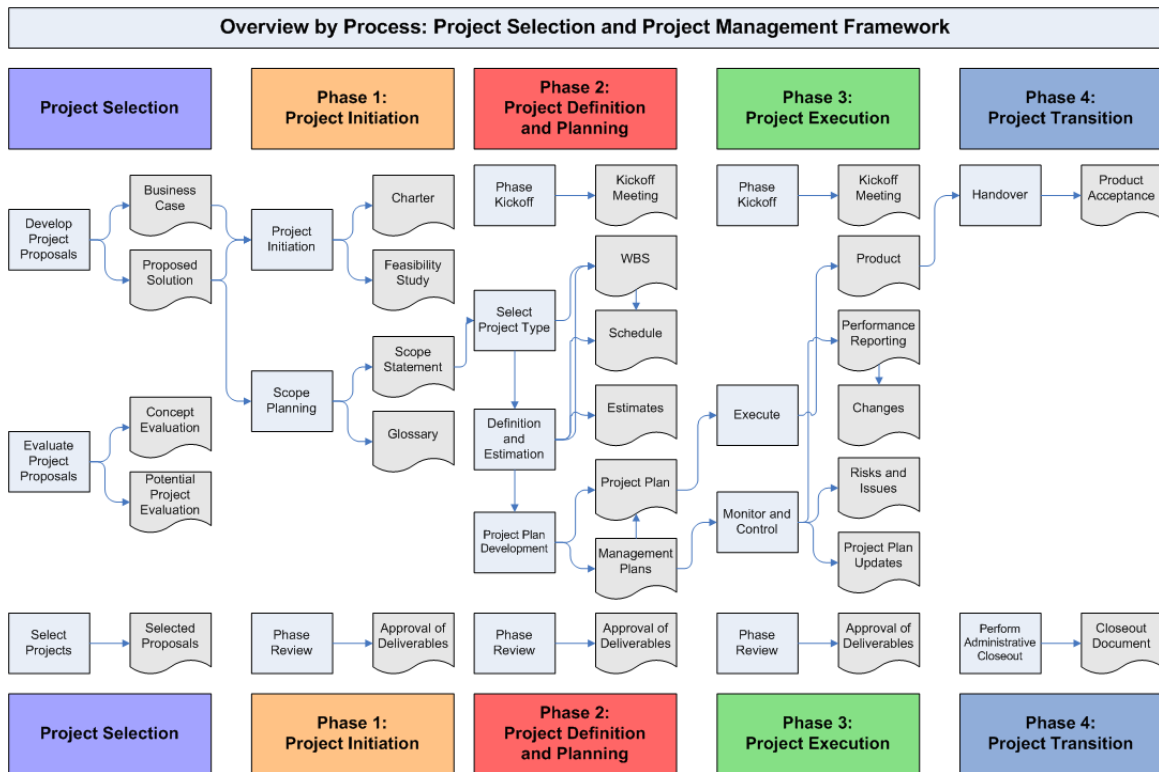 Overview by Process: Project Selection and Project Management Framework
Project Selection
Phase 1:
Project Initiation
Phase 2:
Project Definition
and Planning
Phase 3:
Project Execution
Phase 4:
Project Transition
Develop
Project
Proposals
Business
Case
Proposed
Solution
Evaluate
Project
Proposals
Concept
Evaluation
Potential
Project
Evaluation
Select
Projects
Selected
Proposals
Project
Initiation
Charter
Feasibility
Study
Scope
Planning
Scope
Statement
Glossary
Phase
Review
Approval of
Deliverables
Phase
Kickoff
Kickoff
Meeting
Select
Project Type
WBS
Schedule
Definition and
Estimation
Estimates
Project Plan
Development
Project Plan
Management
Plans
Phase
Review
Approval of
Deliverables
Phase
Kickoff
Kickoff
Meeting
Product
Performance
Reporting
Changes
Execute
Monitor and
Control
Risks and
Issues
Project Plan
Updates
Phase
Review
Approval of
Deliverables
Handover
Product
Acceptance
Perform
Administrative
Closeout
Closeout
Document
Project Selection
Phase 1:
Project Initiation
Phase 2:
Project Definition
and Planning
Phase 3:
Project Execution
Phase 4:
Project Transition